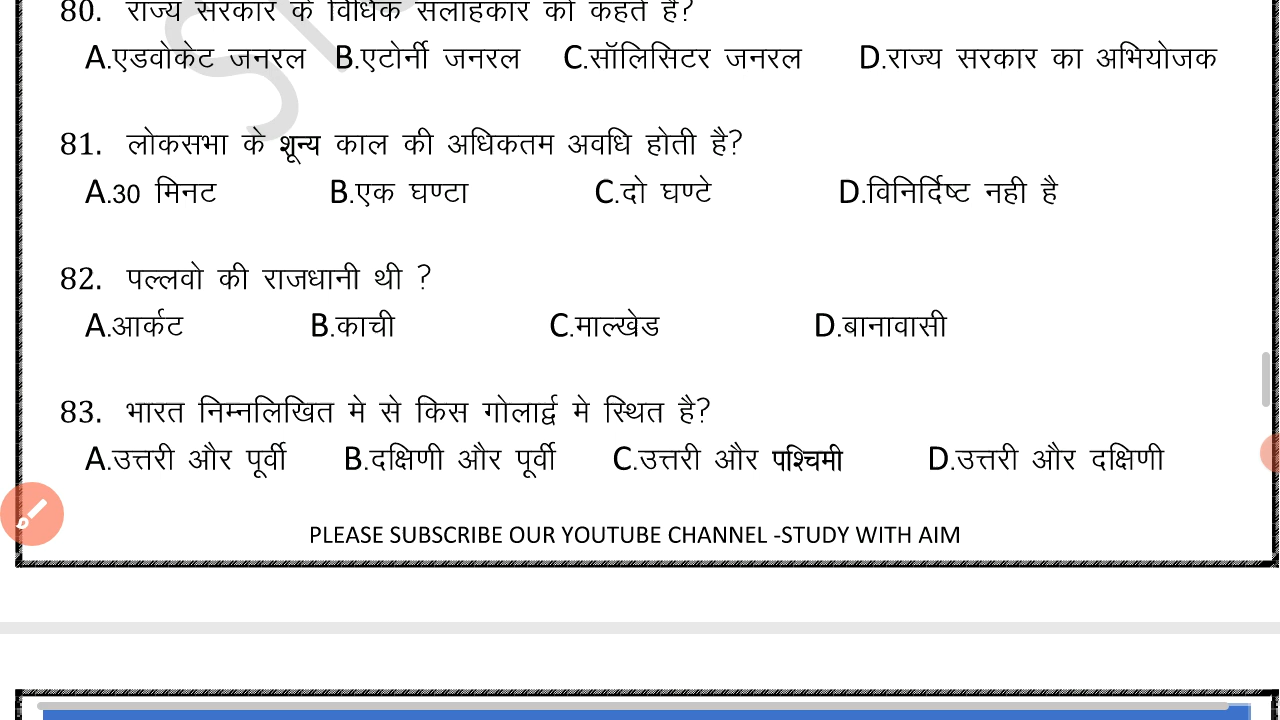 80. राज्य सरकार के विधिक सलाहकार को कहते है?
A.एडवोकेट जनरल B.एटोर्नी जनरल C.सॉलिसिटर जनरल D.राज्य सरकार का अभियोजक
81. लोकसभा के शून्य काल की अधिकतम अवधि होती है?
A.30 मिनट B.एक घण्टा C.दो घण्टे D.विनिर्दिष्ट नही है
82. पल्लवो की राजधानी थी ?
A.आर्कट B.काची C.माल्खेड D.बानावासी
83. भारत निम्नलिखित मे से किस गोलार्द्व मे स्थित है?
A.उत्तरी और पूर्वी B.दक्षिणी और पूर्वी C.उत्तरी और पश्चिमी D.उत्तरी और दक्षिणी
PLEASE SUBSCRIBE OUR YOUTUBE CHANNEL -STUDY WITH AIM